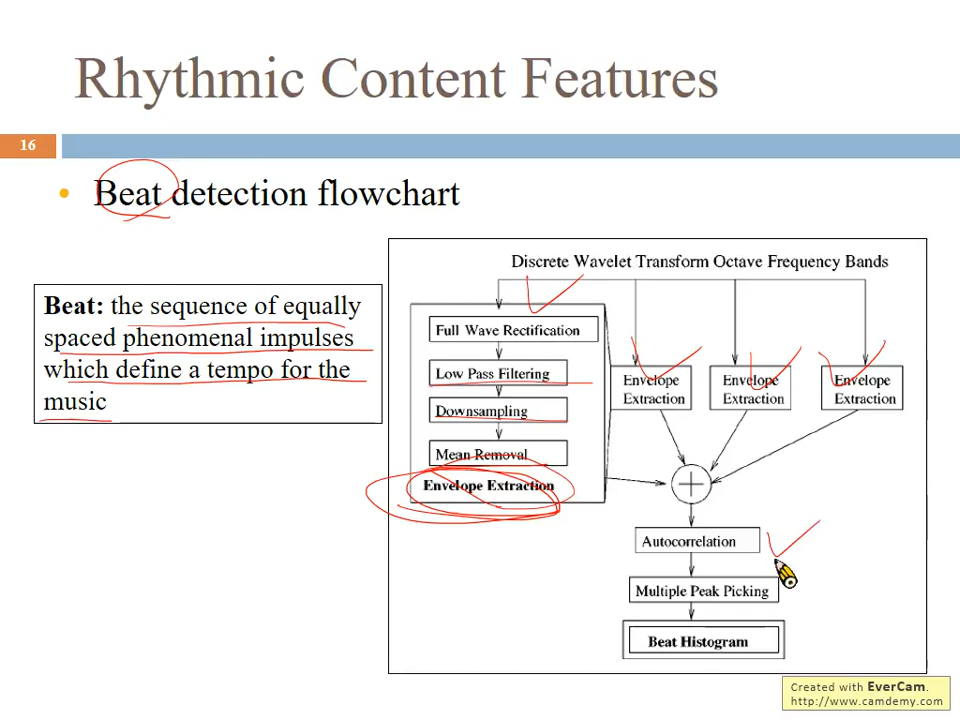 Rhythmic Content Features
16
• Beat detection flowchart
Beat: the sequence of equally
spaced phenomenal impulses
which define a tempo for the
music
Discrete Wavelet Transform Octave Frequency Bands
Full Wave Rectification
Low Pass Filtering
Downsampling
Mean Removal
Envelope Extraction
Envelope
Extraction
Envelope
Extraction
Envelope
Extraction
+
Autocorrelation
Multiple Peak Picking
Beat Histogram
Created with EverCam.
http://www.camdemy.com